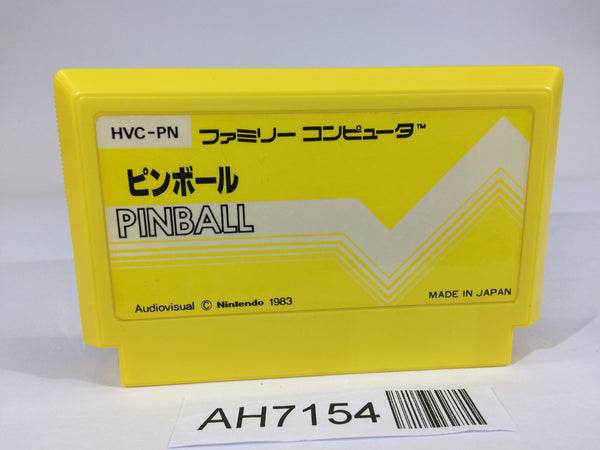 HVC-PN ファミリー コンピュータ™
ピンボール
PINBALL
Audiovisual © Nintendo 1983
MADE IN JAPAN
AH7154